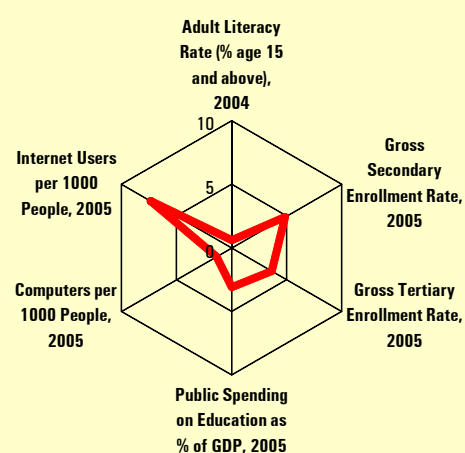 Adult Literacy
Rate (% age 15
and above),
2004
10
5
0
Gross
Secondary
Enrollment Rate,
2005
Gross Tertiary
Enrollment Rate,
2005
Public Spending
on Education as
% of GDP, 2005
Computers per
1000 People,
2005
Internet Users
per 1000
People, 2005